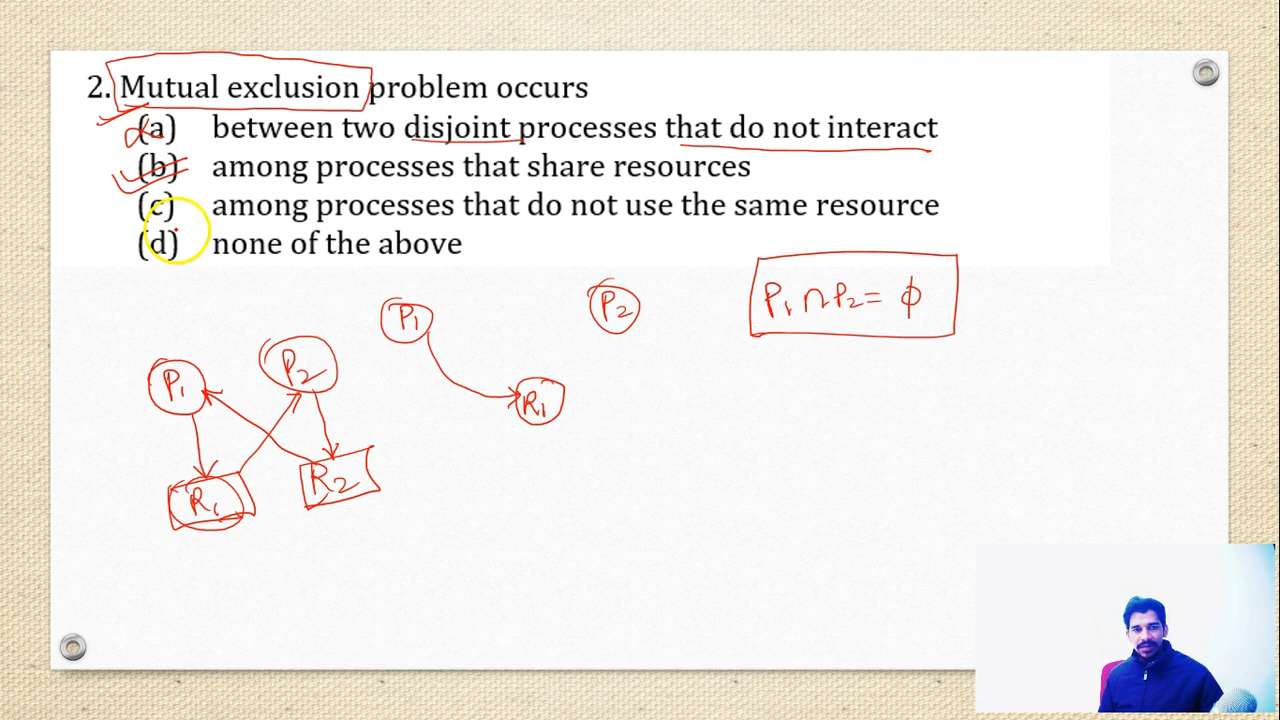 2. Mutual exclusion problem occurs
(a) between two disjoint processes that do not interact
(b) among processes that share resources
(c) among processes that do not use the same resource
(d) none of the above
P1 P2 P1 ∩ P2 = ϕ
P1 P2
R1
R1 R2